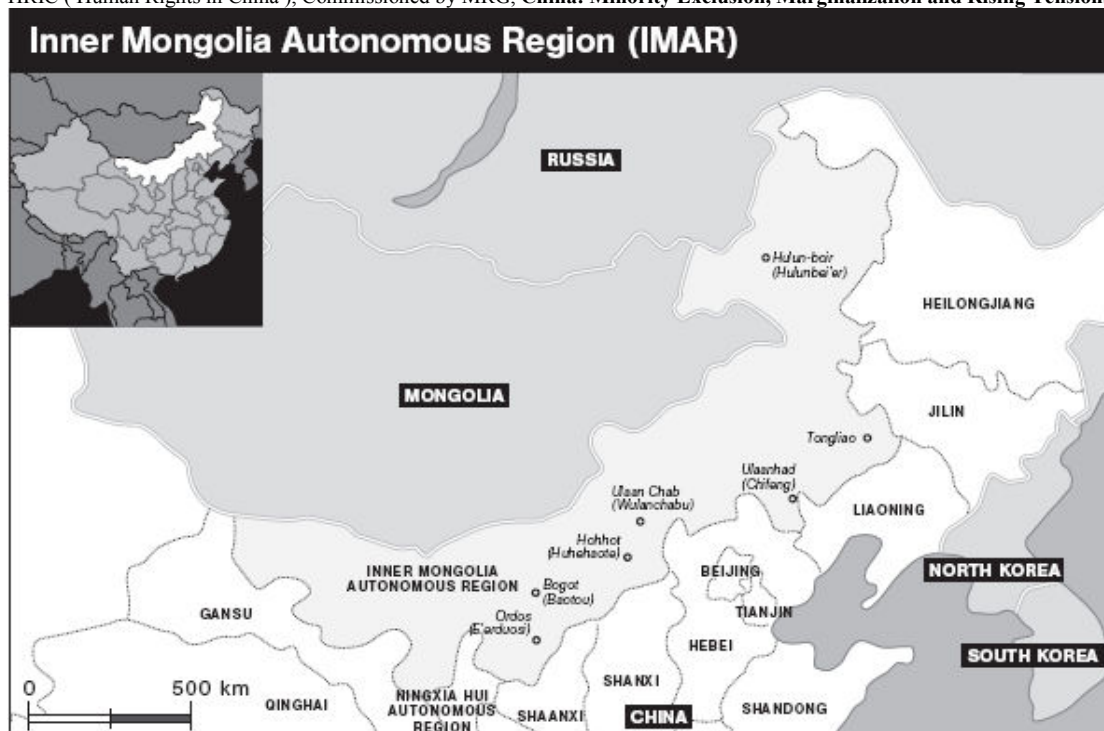 HRIC ( Human Rights in China ), Commissioned by MRG, China: Minority Exclusion, Marginalization and Rising Tension
Inner Mongolia Autonomous Region (IMAR)
RUSSIA
Hulun-boir
(Hulunbei'er)
HEILONGJIANG
MONGOLIA
JILIN
Tongliao
Ulaanhad
(Chifeng)
Ulaan Chab
(Wulanchabu)
LIAONING
Hohhot
(Huhehaote)
INNER MONGOLIA
AUTONOMOUS REGION
BEIJING
NORTH KOREA
Bogot
(Baotou)
GANSU
TIANJIN
Ordos
(E'erduosi)
HEBEI
SOUTH KOREA
0 500 km
SHANXI
NINGXIA HUI
AUTONOMOUS
REGION
QINGHAI
SHAANXI
CHINA
SHANDONG